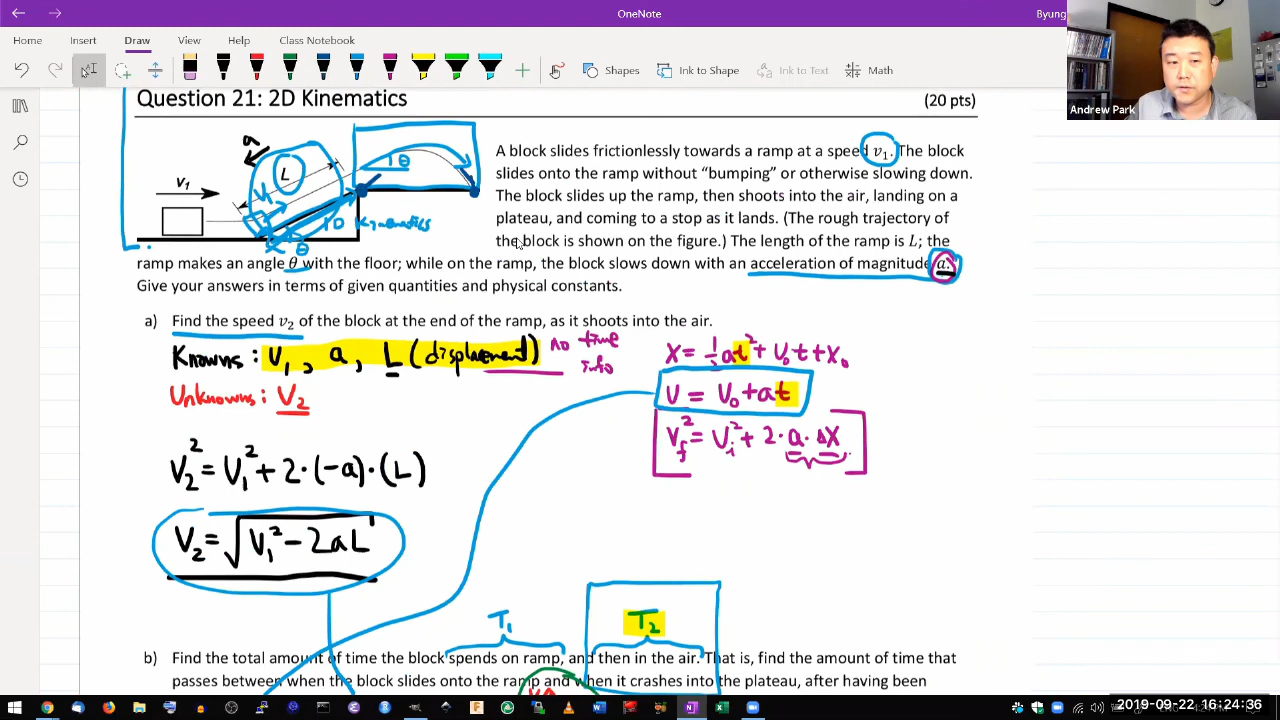 OneNote
Byung
Home Insert Draw View Help Class Notebook
Shapes Ink to Shape Ink to Text Math
Andrew Park
Question 21: 2D Kinematics (20 pts)
a
L
θ
v₁
V₁
1D Kinematics
θ
A block slides frictionlessly towards a ramp at a speed v₁. The block
slides onto the ramp without “bumping” or otherwise slowing down.
The block slides up the ramp, then shoots into the air, landing on a
plateau, and coming to a stop as it lands. (The rough trajectory of
the block is shown on the figure.) The length of the ramp is L; the
ramp makes an angle θ with the floor; while on the ramp, the block slows down with an acceleration of magnitude a.
Give your answers in terms of given quantities and physical constants.
a) Find the speed v₂ of the block at the end of the ramp, as it shoots into the air.
Knowns: V₁, a, L (displacement) no time
info
Unknowns: V₂
X = ½at² + V₀t + X₀
V = V₀ + at
V_f² = V_i² + 2·a·ΔX
V₂² = V₁² + 2·(-a)·(L)
V₂ = √V₁² - 2aL
T₁
T₂
b) Find the total amount of time the block spends on ramp, and then in the air. That is, find the amount of time that
passes between when the block slides onto the ramp and when it crashes into the plateau, after having been
2019-09-22 16:24:36